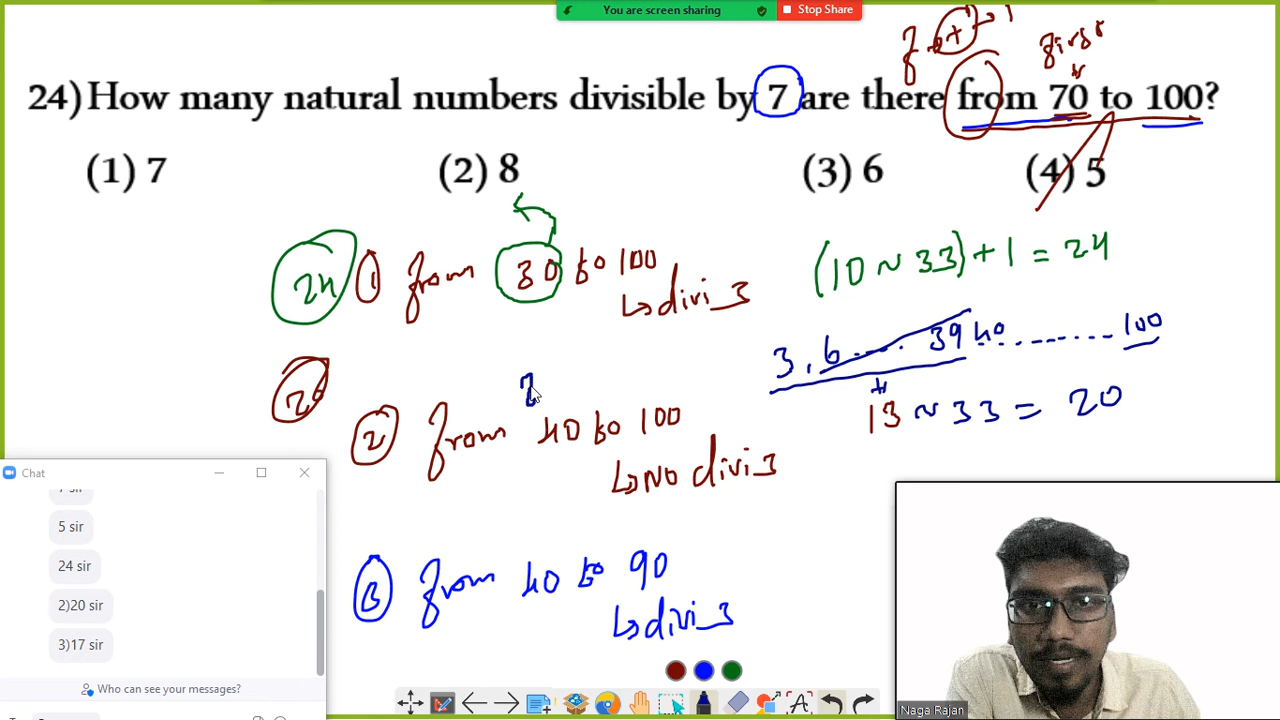 You are screen sharing
Stop Share
first
24) How many natural numbers divisible by 7 are there from 70 to 100?
(1) 7 (2) 8 (3) 6 (4) 5
24 1 from 30 to 100
↳ divi 3
(10 ~ 33) + 1 = 24
3, 6 ..... 39 40 ......... 100
13 ~ 33 = 20
20
2 from 40 to 100
↳ No divi 3
3 from 40 to 90
↳ divi 3
Chat
7 sir
5 sir
24 sir
2)20 sir
3)17 sir
Who can see your messages?
Naga Rajan